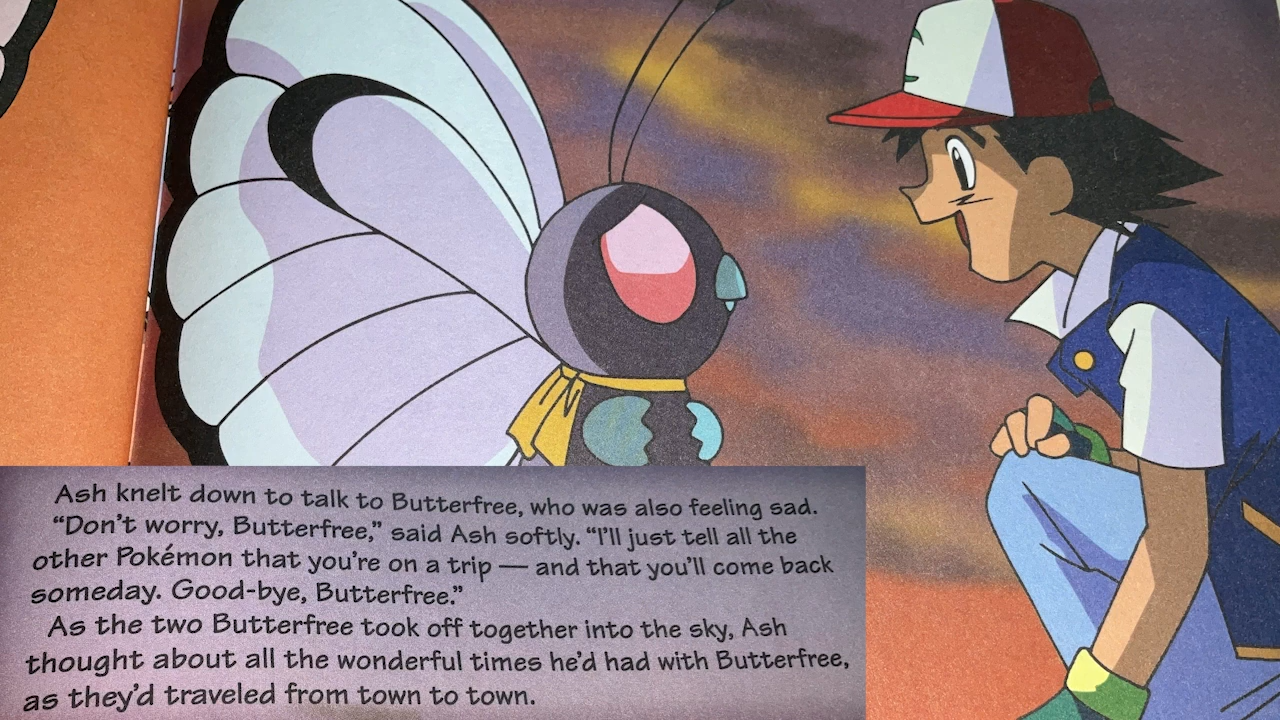 Ash knelt down to talk to Butterfree, who was also feeling sad.
“Don’t worry, Butterfree,” said Ash softly. “I’ll just tell all the
other Pokémon that you’re on a trip — and that you’ll come back
someday. Good-bye, Butterfree.”
As the two Butterfree took off together into the sky, Ash
thought about all the wonderful times he’d had with Butterfree,
as they’d traveled from town to town.